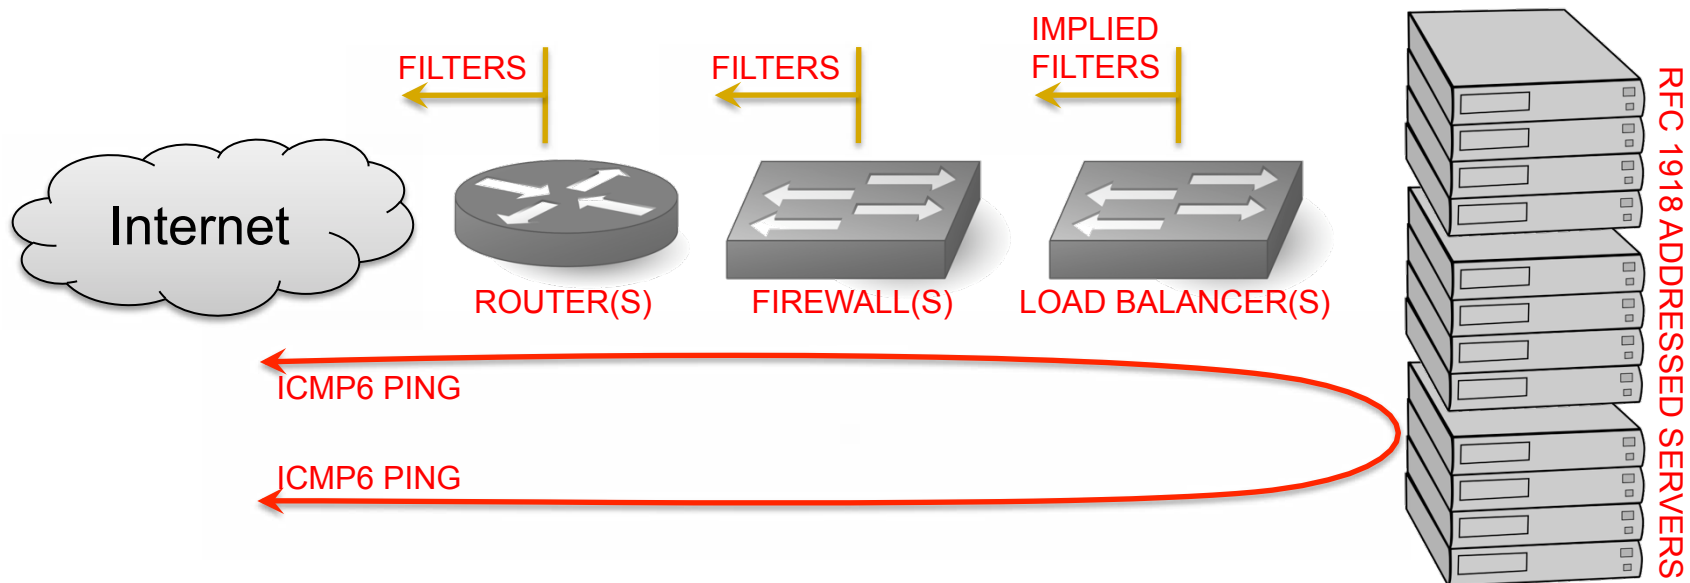 IMPLIED
FILTERS
FILTERS
FILTERS
Internet
ROUTER(S)
FIREWALL(S)
LOAD BALANCER(S)
ICMP6 PING
ICMP6 PING
RFC 1918 ADDRESSED SERVERS